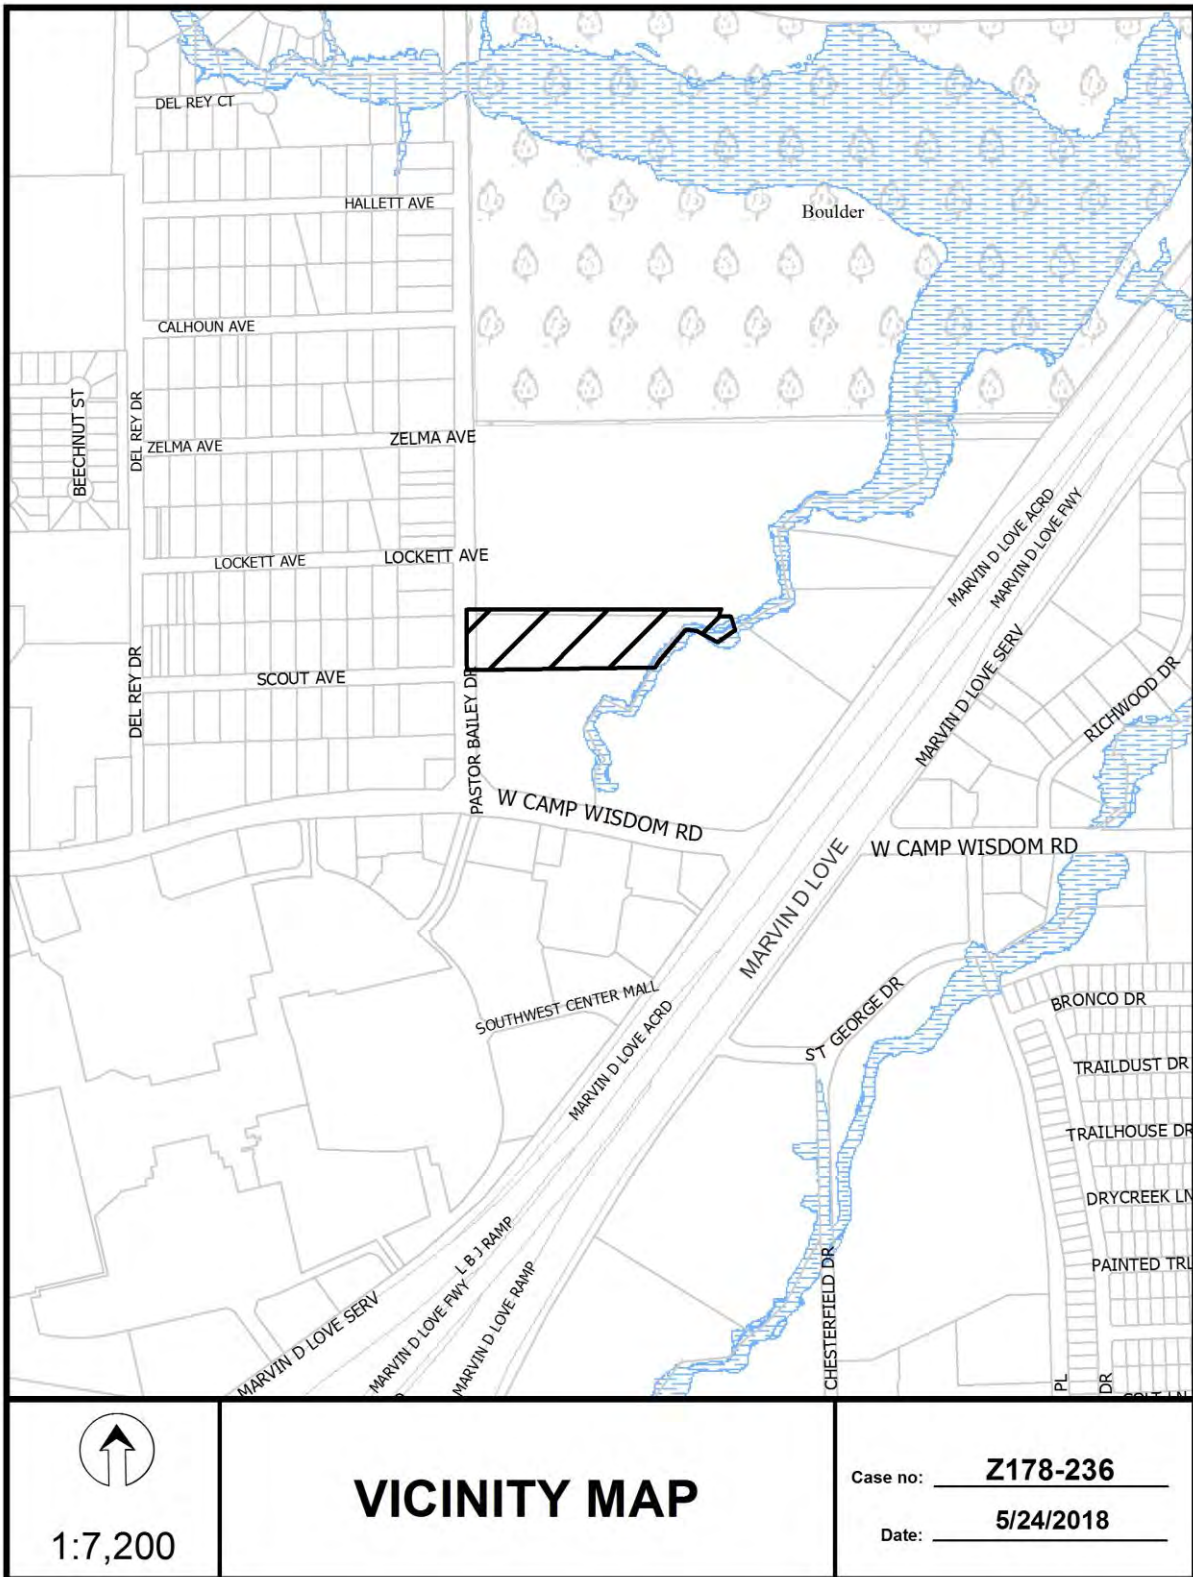 DEL REY CT
HALLETT AVE
Boulder
CALHOUN AVE
BEECHNUT ST
DEL REY DR
ZELMA AVE
ZELMA AVE
MARVIN D LOVE ACRD
MARVIN D LOVE FWY
LOCKETT AVE
LOCKETT AVE
MARVIN D LOVE SERV
RICHWOOD DR
DEL REY DR
SCOUT AVE
PASTOR BAILEY DR
W CAMP WISDOM RD
W CAMP WISDOM RD
MARVIN D LOVE
SOUTHWEST CENTER MALL
MARVIN D LOVE ACRD
ST GEORGE DR
BRONCO DR
TRAILDUST DR
TRAILHOUSE DR
DRYCREEK LN
PAINTED TRL
L B J RAMP
MARVIN D LOVE SERV
MARVIN D LOVE FWY
MARVIN D LOVE RAMP
CHESTERFIELD DR
PL
DR
1:7,200
VICINITY MAP
Case no: Z178-236
Date: 5/24/2018